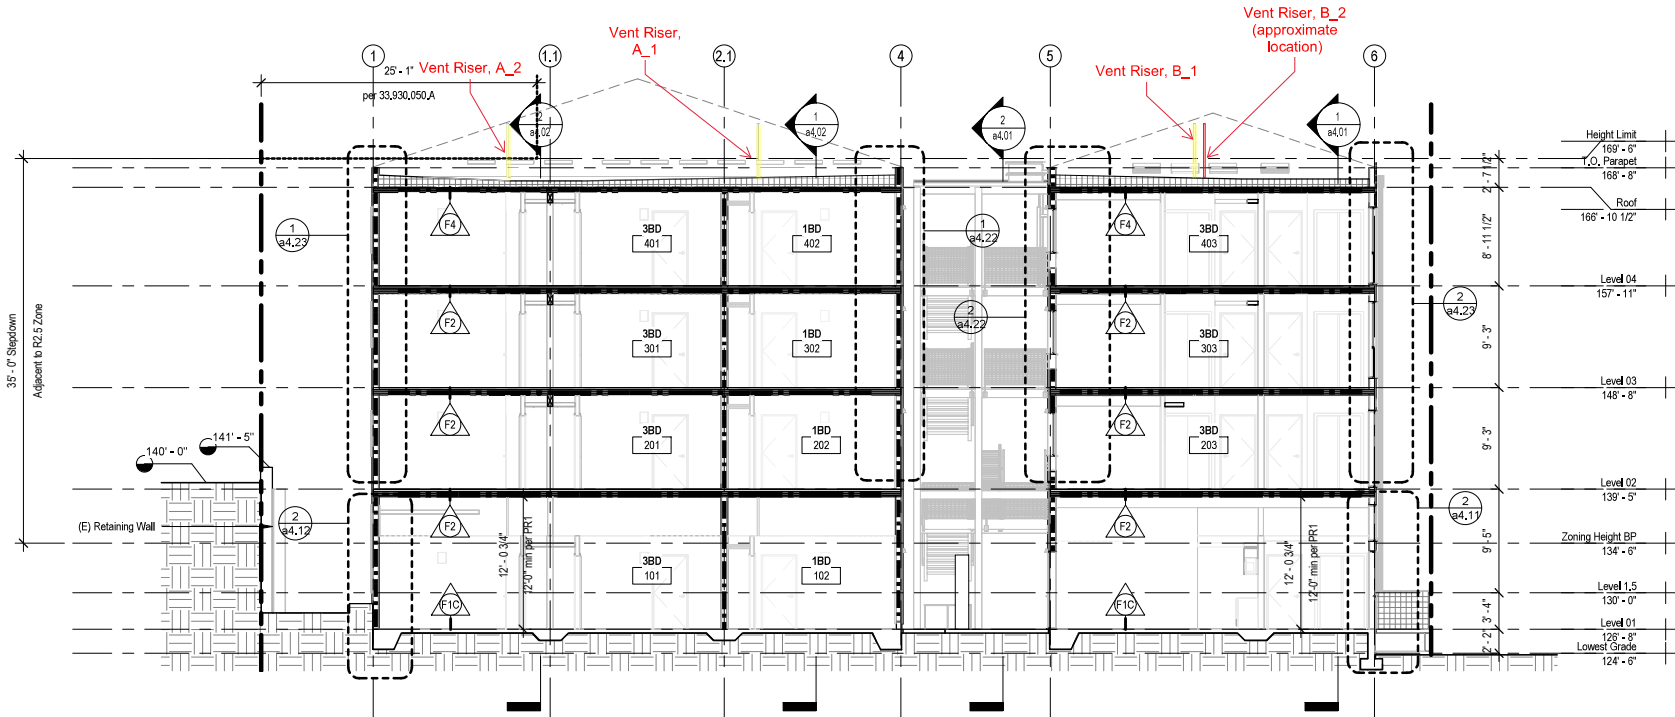 Vent Riser, B_2
(approximate
location)
Vent Riser,
A_1
Vent Riser, A_2
Vent Riser, B_1
1
1.1
2.1
4
5
6
25' - 1"
per 33.930.050.A
2
a4.02
1
a4.02
2
a4.01
1
a4.01
Height Limit
169' - 6"
T.O. Parapet
168' - 8"
Roof
166' - 10 1/2"
Level 04
157' - 11"
Level 03
148' - 8"
Level 02
139' - 5"
Zoning Height BP
134' - 6"
Level 1.5
130' - 0"
Level 01
126' - 8"
Lowest Grade
124' - 6"
2' - 7 1/2"
8' - 11 1/2"
9' - 3"
9' - 3"
9' - 5"
3' - 4"
2' - 2"
35' - 0" Stepdown
Adjacent to R2.5 Zone
1
a4.23
1
a4.22
2
a4.22
2
a4.23
2
a4.12
2
a4.11
F4
3BD
401
1BD
402
F4
3BD
403
F2
3BD
301
1BD
302
F2
3BD
303
F2
3BD
201
1BD
202
F2
3BD
203
140' - 0"
141' - 5"
(E) Retaining Wall
F2
F2
12' - 0 3/4"
12'-0" min per PR1
12' - 0 3/4"
12'-0" min per PR1
3BD
101
1BD
102
F1C
F1C